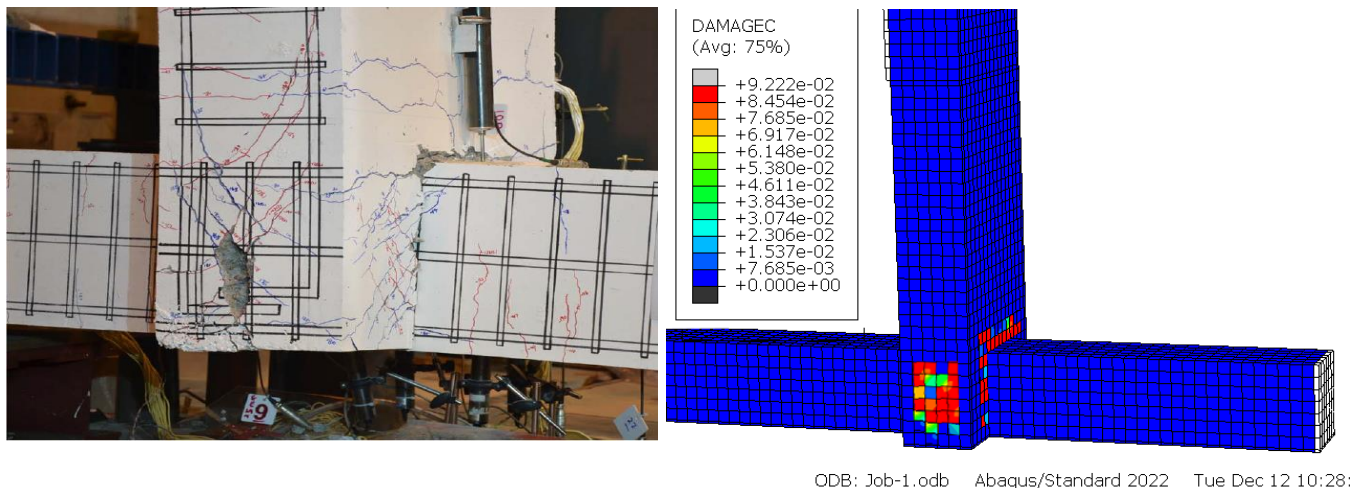 DAMAGEC
(Avg: 75%)
+9.222e-02
+8.454e-02
+7.685e-02
+6.917e-02
+6.148e-02
+5.380e-02
+4.611e-02
+3.843e-02
+3.074e-02
+2.306e-02
+1.537e-02
+7.685e-03
+0.000e+00
9
ODB: Job-1.odb Abaqus/Standard 2022 Tue Dec 12 10:28: